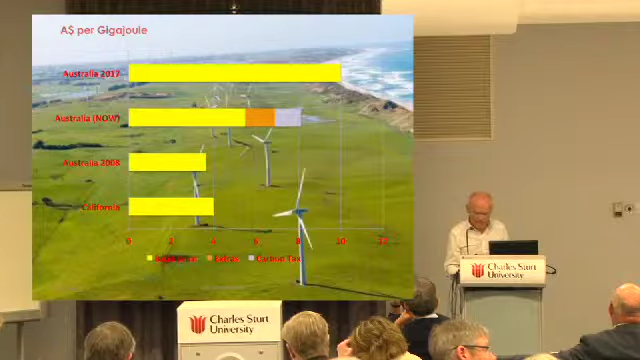 A$ per Gigajoule
Australia 2017
Australia (NOW)
Australia 2008
California
0 2 4 6 8 10 12
Extras Carbon Tax
Charles Sturt
University
Charles Sturt
University